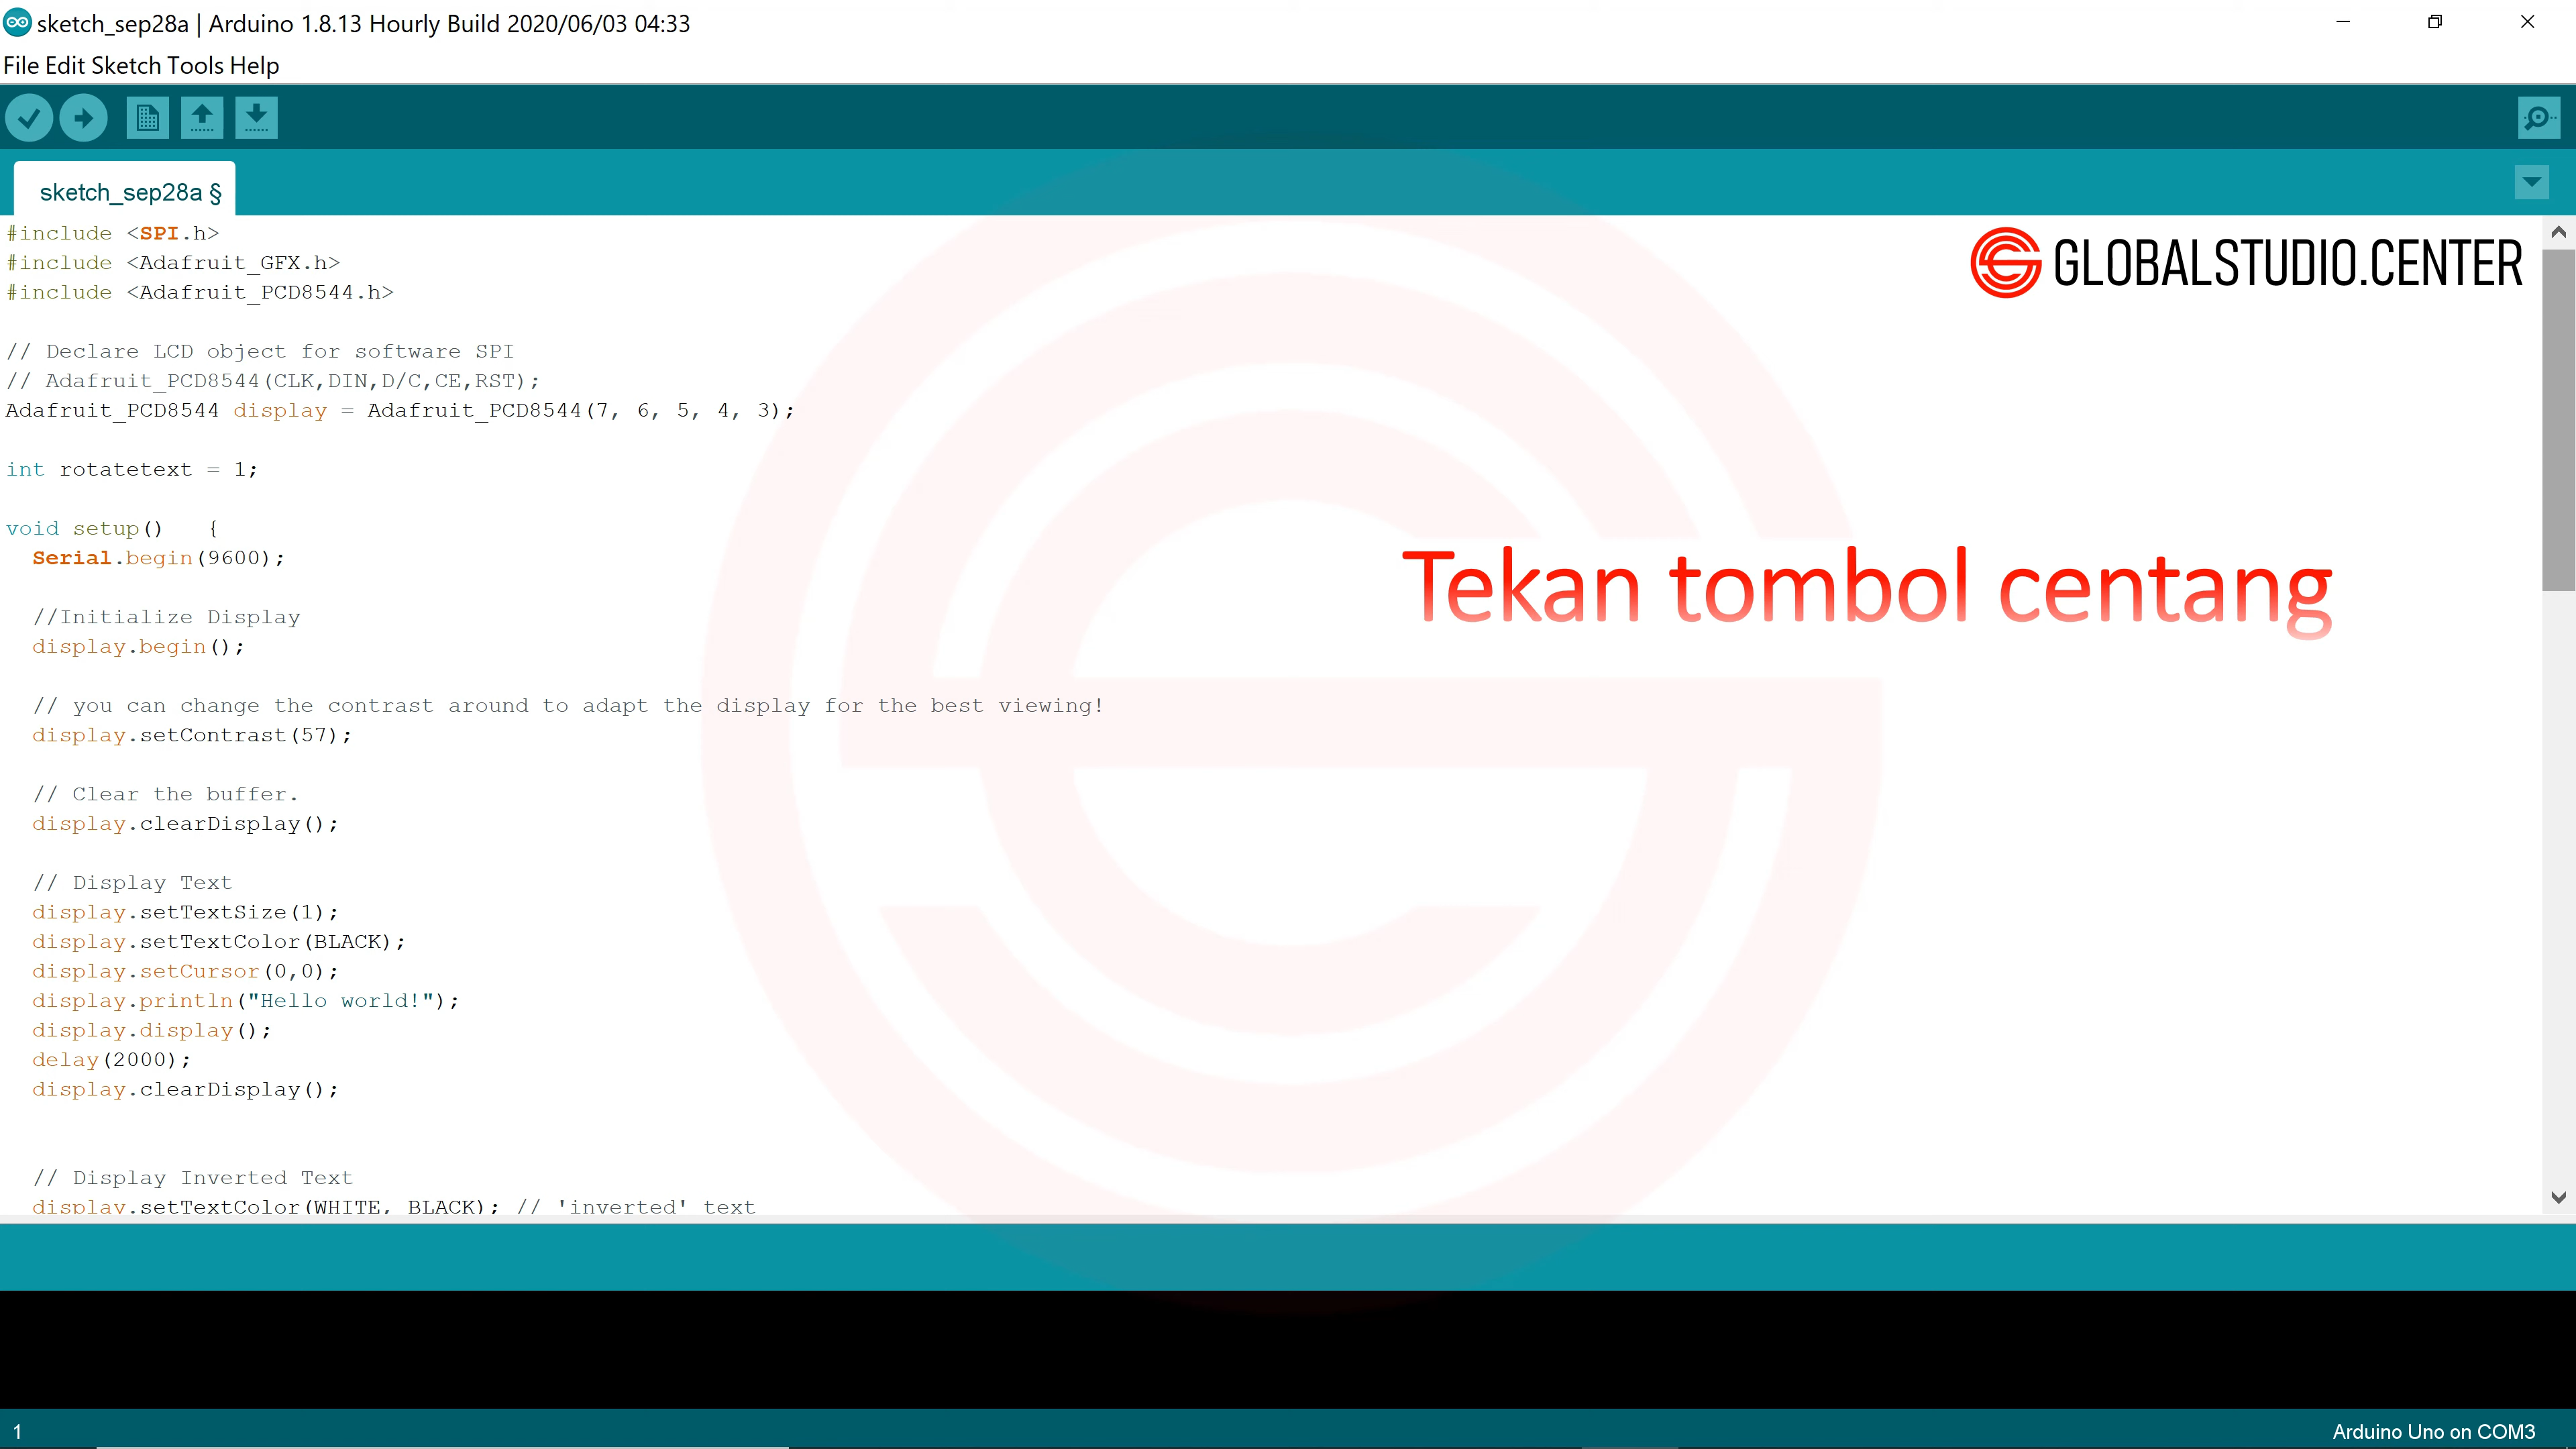 sketch_sep28a | Arduino 1.8.13 Hourly Build 2020/06/03 04:33
File Edit Sketch Tools Help
sketch_sep28a §
GLOBALSTUDIO.CENTER
#include <SPI.h>
#include <Adafruit_GFX.h>
#include <Adafruit_PCD8544.h>
// Declare LCD object for software SPI
// Adafruit_PCD8544(CLK,DIN,D/C,CE,RST);
Adafruit_PCD8544 display = Adafruit_PCD8544(7, 6, 5, 4, 3);
int rotatetext = 1;
void setup()   {
  Serial.begin(9600);
Tekan tombol centang
  //Initialize Display
  display.begin();
  // you can change the contrast around to adapt the display for the best viewing!
  display.setContrast(57);
  // Clear the buffer.
  display.clearDisplay();
  // Display Text
  display.setTextSize(1);
  display.setTextColor(BLACK);
  display.setCursor(0,0);
  display.println("Hello world!");
  display.display();
  delay(2000);
  display.clearDisplay();
  // Display Inverted Text
  display.setTextColor(WHITE, BLACK); // 'inverted' text
1
Arduino Uno on COM3